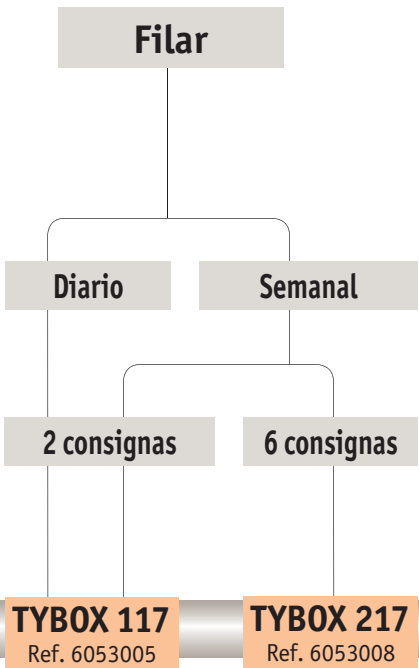 Filar
Diario
Semanal
2 consignas
6 consignas
TYBOX 117
Ref. 6053005
TYBOX 217
Ref. 6053008